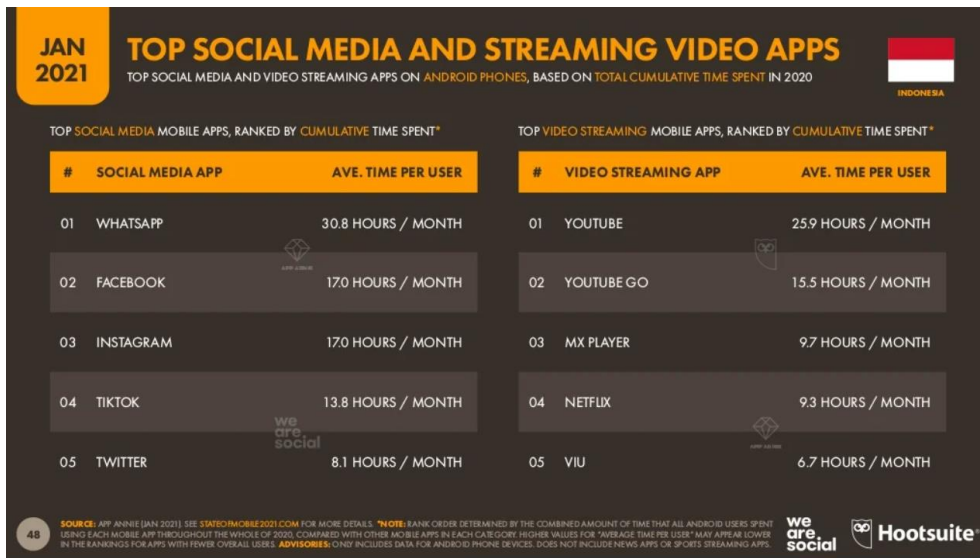 JAN
2021
TOP SOCIAL MEDIA AND STREAMING VIDEO APPS
TOP SOCIAL MEDIA AND VIDEO STREAMING APPS ON ANDROID PHONES, BASED ON TOTAL CUMULATIVE TIME SPENT IN 2020
INDONESIA
TOP SOCIAL MEDIA MOBILE APPS, RANKED BY CUMULATIVE TIME SPENT*
# SOCIAL MEDIA APP AVE. TIME PER USER
01 WHATSAPP 30.8 HOURS / MONTH
02 FACEBOOK 17.0 HOURS / MONTH
03 INSTAGRAM 17.0 HOURS / MONTH
04 TIKTOK 13.8 HOURS / MONTH
05 TWITTER 8.1 HOURS / MONTH
APP ANNIE
we
are
social
TOP VIDEO STREAMING MOBILE APPS, RANKED BY CUMULATIVE TIME SPENT*
# VIDEO STREAMING APP AVE. TIME PER USER
01 YOUTUBE 25.9 HOURS / MONTH
02 YOUTUBE GO 15.5 HOURS / MONTH
03 MX PLAYER 9.7 HOURS / MONTH
04 NETFLIX 9.3 HOURS / MONTH
05 VIU 6.7 HOURS / MONTH
APP ANNIE
48
SOURCE: APP ANNIE (JAN 2021). SEE STATEOFMOBILE2021.COM FOR MORE DETAILS. *NOTE: RANK ORDER DETERMINED BY THE COMBINED AMOUNT OF TIME THAT ALL ANDROID USERS SPENT
USING EACH MOBILE APP THROUGHOUT THE WHOLE OF 2020, COMPARED WITH OTHER MOBILE APPS IN EACH CATEGORY. HIGHER VALUES FOR "AVERAGE TIME PER USER" MAY APPEAR LOWER
IN THE RANKINGS FOR APPS WITH FEWER OVERALL USERS. ADVISORIES: ONLY INCLUDES DATA FOR ANDROID PHONE DEVICES. DOES NOT INCLUDE NEWS APPS OR SPORTS STREAMING APPS.
we
are
social
Hootsuite